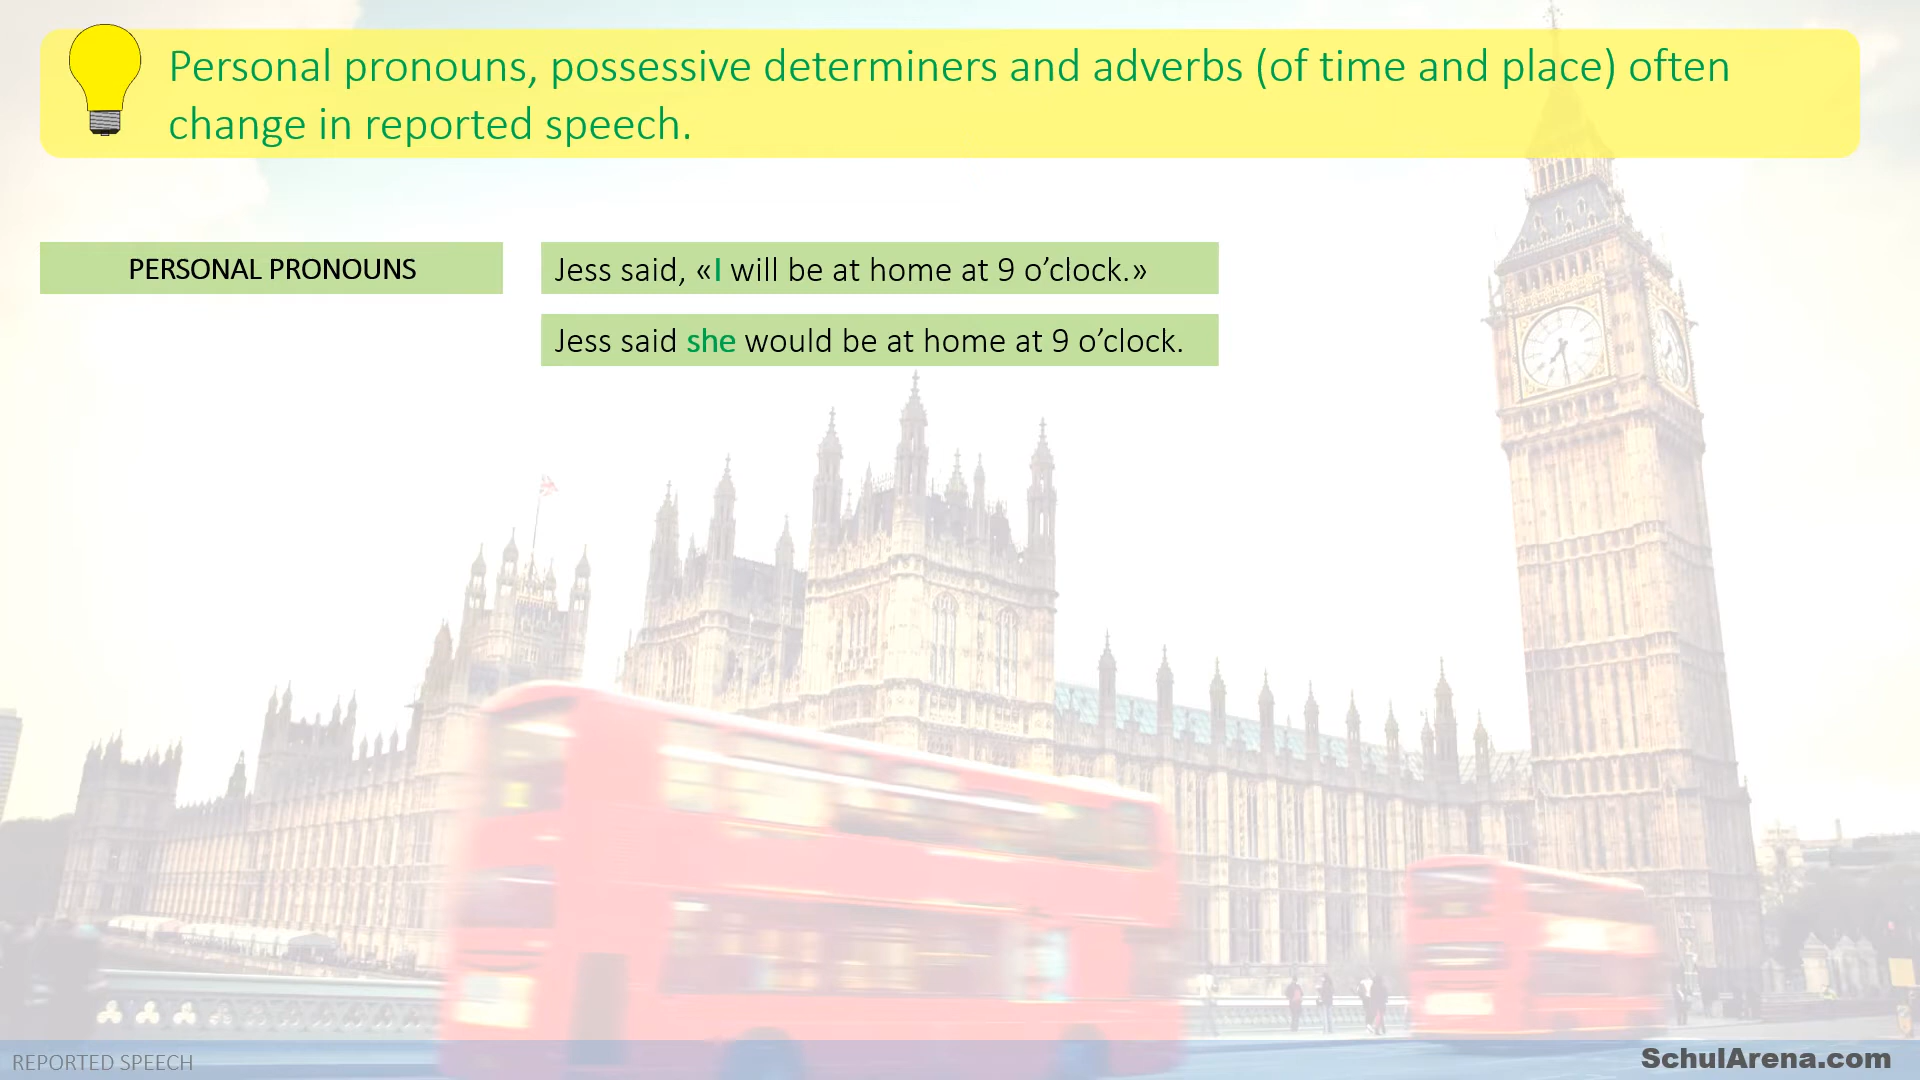 Personal pronouns, possessive determiners and adverbs (of time and place) often
change in reported speech.
PERSONAL PRONOUNS
Jess said, «I will be at home at 9 o’clock.»
Jess said she would be at home at 9 o’clock.
REPORTED SPEECH
SchulArena.com